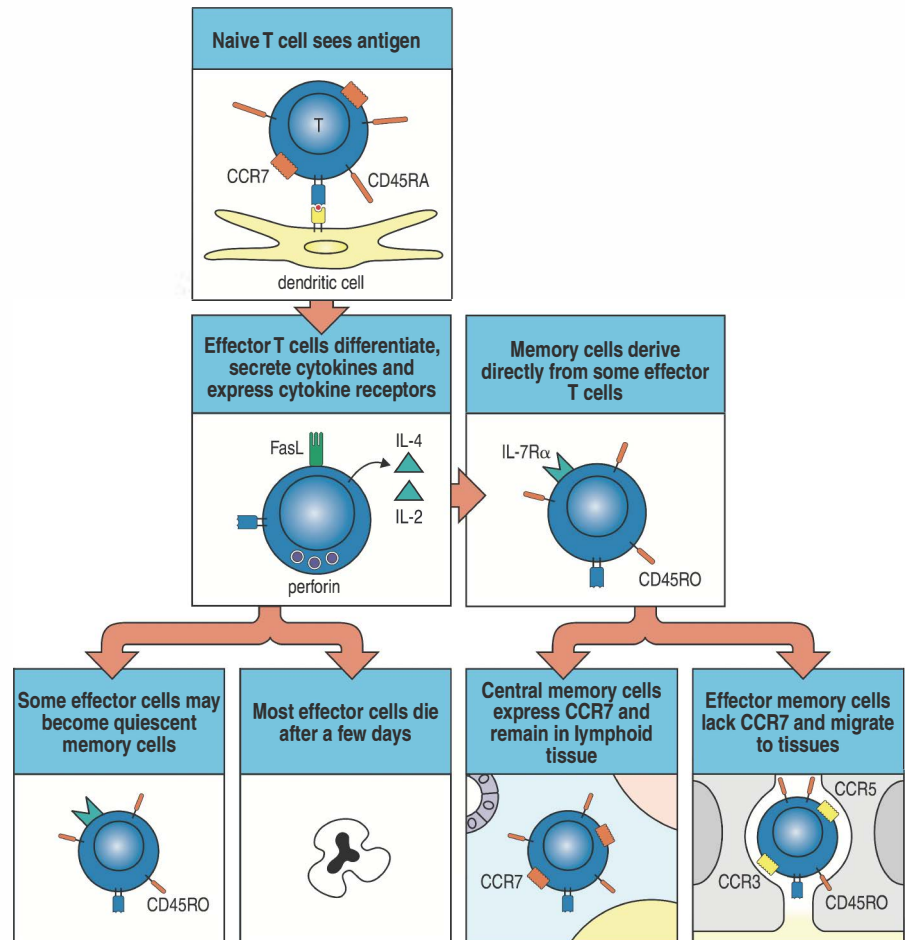 Naive T cell sees antigen
T
CCR7
CD45RA
dendritic cell
Effector T cells differentiate,
secrete cytokines and
express cytokine receptors
FasL
IL-4
IL-2
perforin
Memory cells derive
directly from some effector
T cells
IL-7Rα
CD45RO
Some effector cells may
become quiescent
memory cells
CD45RO
Most effector cells die
after a few days
Central memory cells
express CCR7 and
remain in lymphoid
tissue
CCR7
Effector memory cells
lack CCR7 and migrate
to tissues
CCR5
CCR3
CD45RO